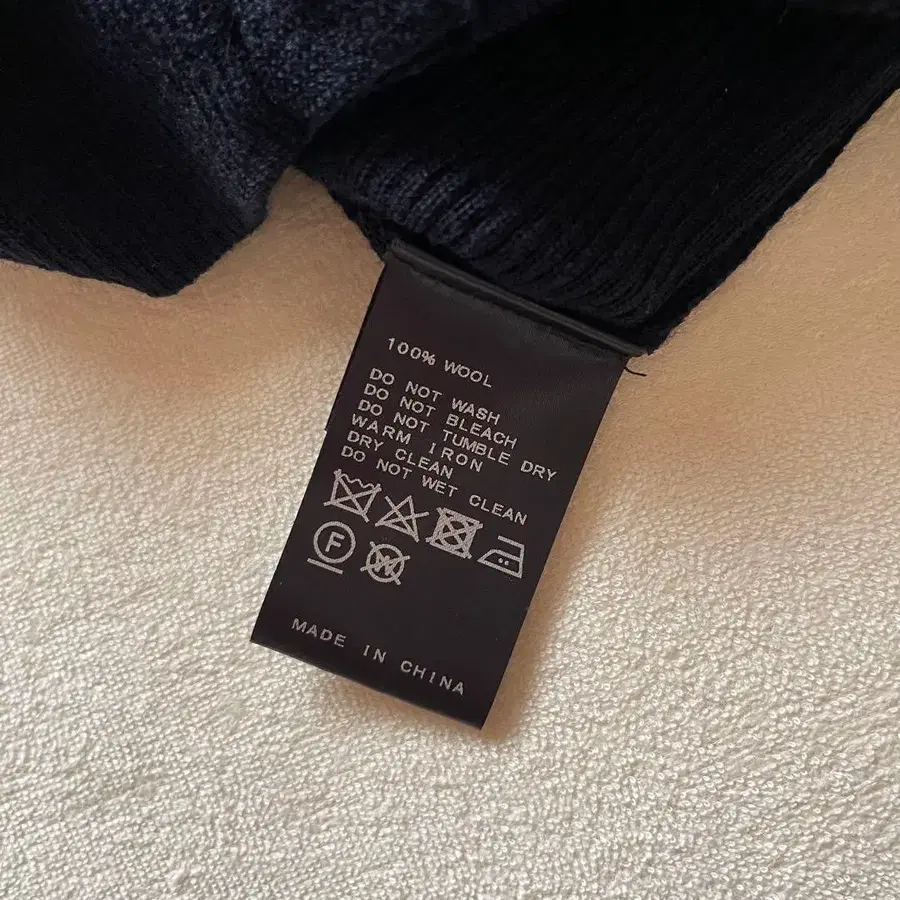 100% WOOL
DO NOT WASH
DO NOT BLEACH
DO NOT TUMBLE DRY
WARM IRON
DRY CLEAN
DO NOT WET CLEAN
F W
MADE IN CHINA